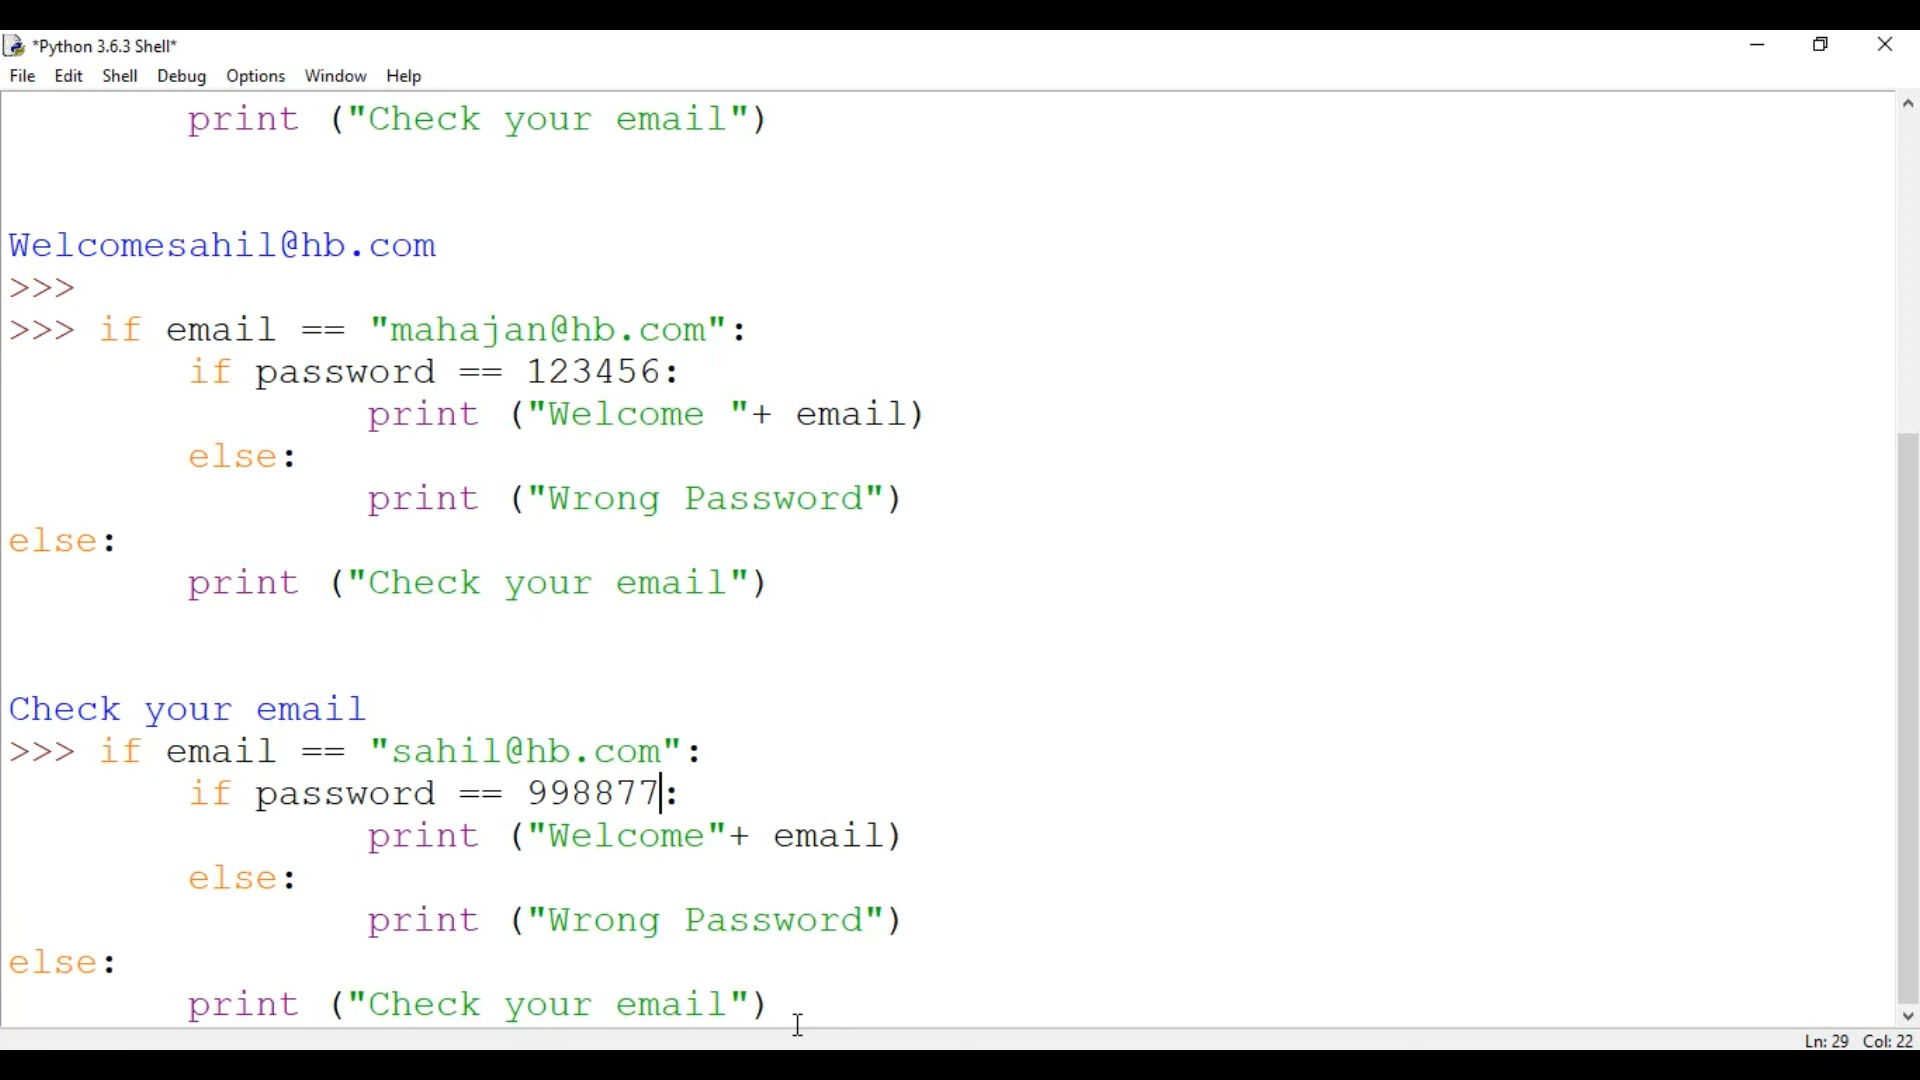 *Python 3.6.3 Shell*
File Edit Shell Debug Options Window Help
print ("Check your email")
Welcomesahil@hb.com
>>>
>>> if email == "mahajan@hb.com":
if password == 123456:
print ("Welcome "+ email)
else:
print ("Wrong Password")
else:
print ("Check your email")
Check your email
>>> if email == "sahil@hb.com":
if password == 998877:
print ("Welcome"+ email)
else:
print ("Wrong Password")
else:
print ("Check your email")
Ln: 29 Col: 22